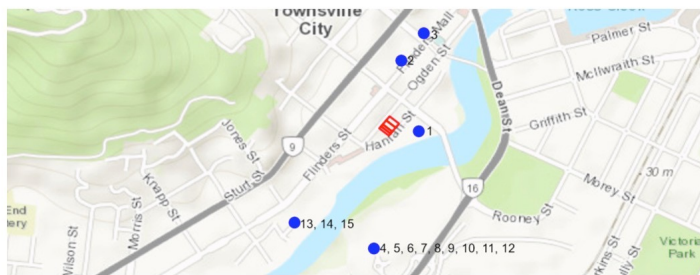 Townsville
City
3
2
Flinders Mall
Ogden St
Palmer St
McIlwraith St
Dean St
Griffith St
1
Hanran St
Jones St
9
Flinders St
Sturt St
Knapp St
Morris St
Wilson St
16
Morey St
30 m
Rooney St
End
13, 14, 15
4, 5, 6, 7, 8, 9, 10, 11, 12
Victoria
Park